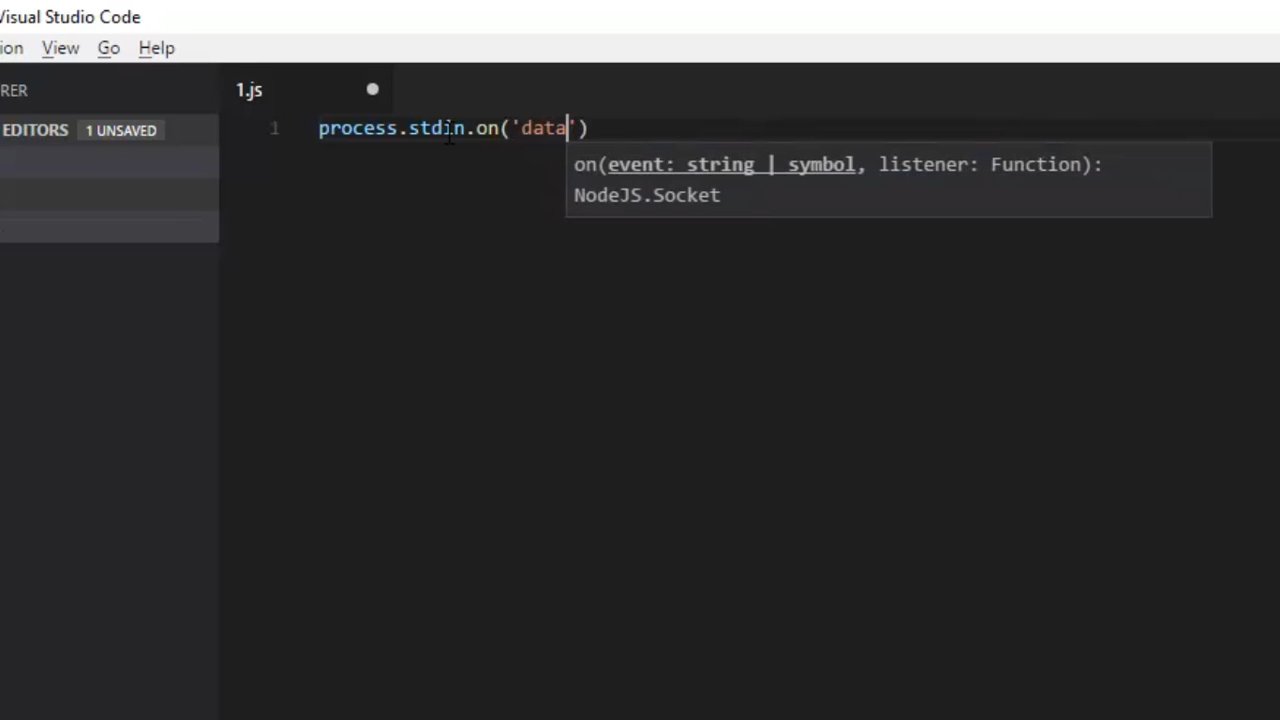 Visual Studio Code
ion View Go Help
RER
1.js
EDITORS 1 UNSAVED
1 process.stdin.on('data')
on(event: string | symbol, listener: Function):
NodeJS.Socket